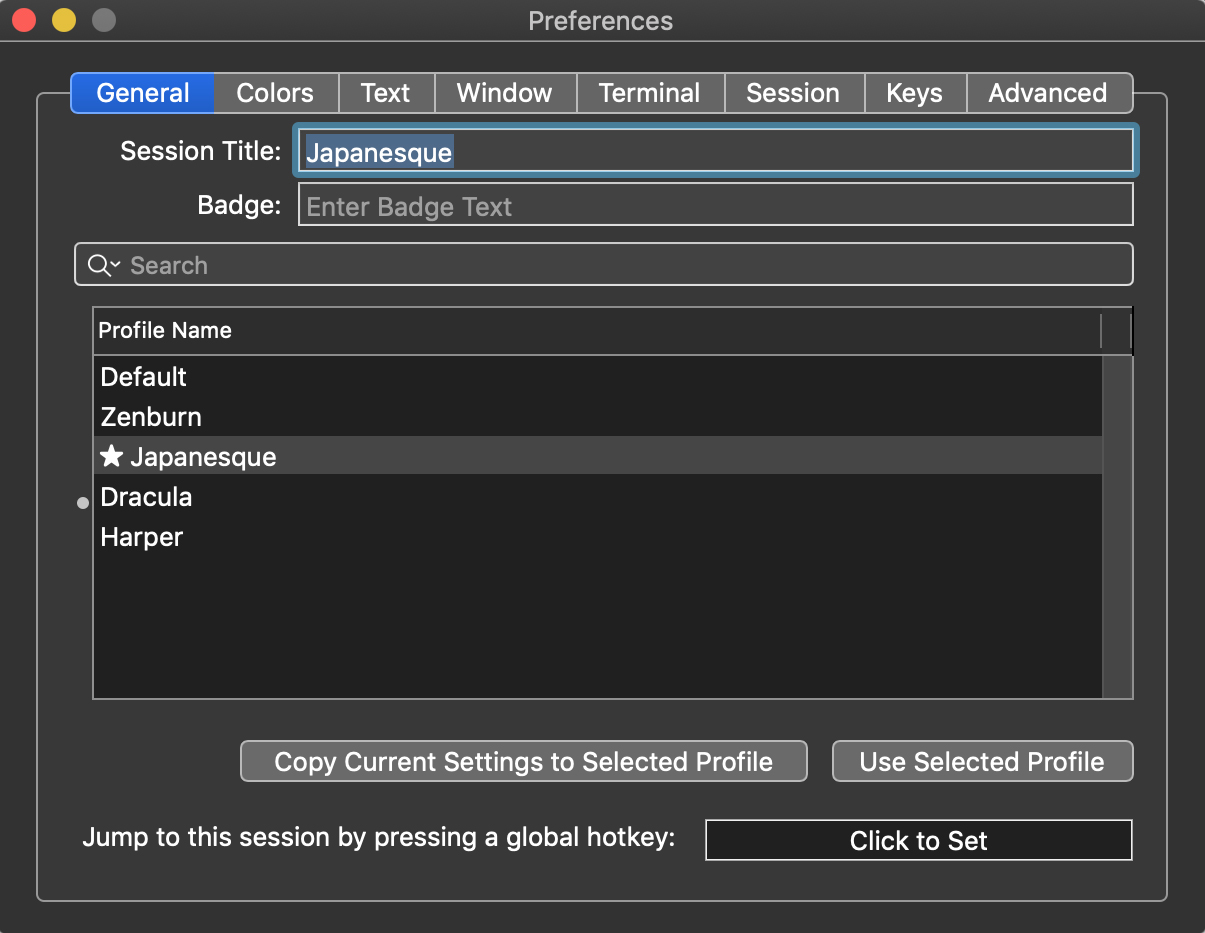 Preferences
General Colors Text Window Terminal Session Keys Advanced
Session Title: Japanesque
Badge: Enter Badge Text
Search
Profile Name
Default
Zenburn
★ Japanesque
Dracula
Harper
Copy Current Settings to Selected Profile Use Selected Profile
Jump to this session by pressing a global hotkey: Click to Set